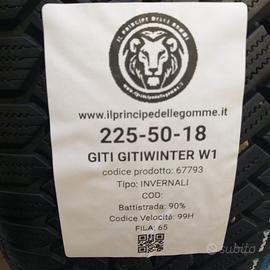 IL PRINCIPE DELLE GOMME
www.ilprincipedellegomme.it
225-50-18
GITI GITIWINTER W1
codice prodotto: 67793
Tipo: INVERNALI
COD:
Battistrada: 90%
Codice Velocità: 99H
FILA: 65
subito